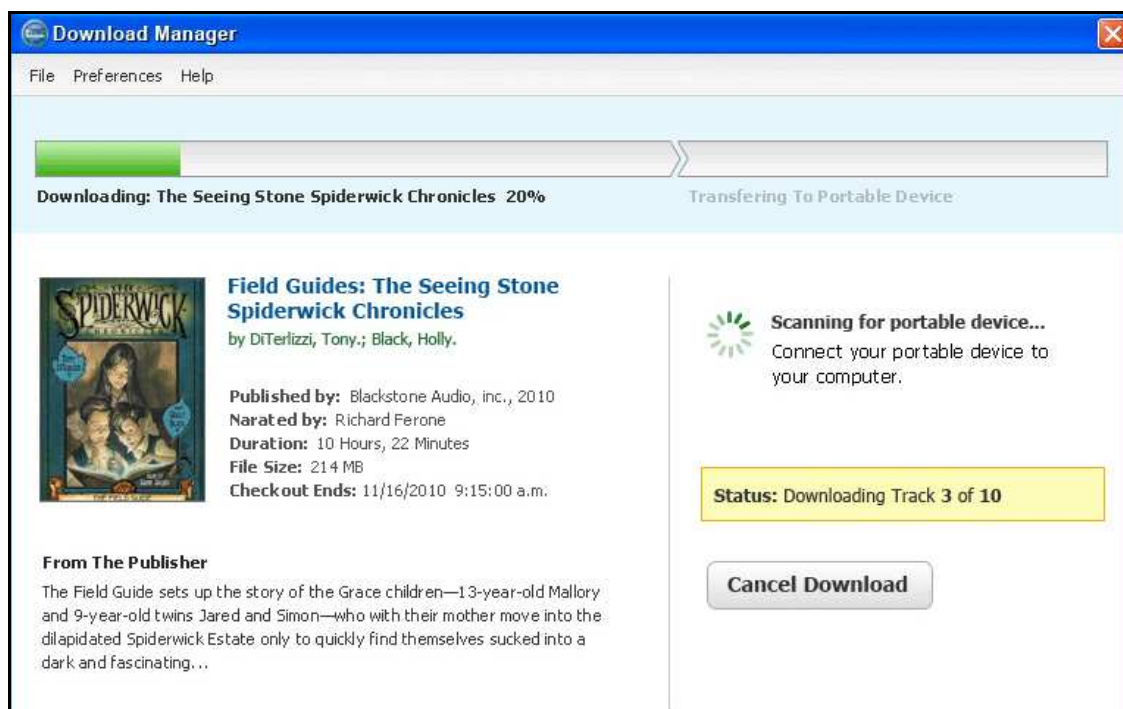 Download Manager
File Preferences Help
Downloading: The Seeing Stone Spiderwick Chronicles 20%
Transfering To Portable Device
THE
SPIDERWICK
CHRONICLES
THE FIELD GUIDE
Field Guides: The Seeing Stone
Spiderwick Chronicles
by DiTerlizzi, Tony.; Black, Holly.
Published by: Blackstone Audio, inc., 2010
Narated by: Richard Ferone
Duration: 10 Hours, 22 Minutes
File Size: 214 MB
Checkout Ends: 11/16/2010 9:15:00 a.m.
From The Publisher
The Field Guide sets up the story of the Grace children—13-year-old Mallory
and 9-year-old twins Jared and Simon—who with their mother move into the
dilapidated Spiderwick Estate only to quickly find themselves sucked into a
dark and fascinating...
Scanning for portable device...
Connect your portable device to
your computer.
Status: Downloading Track 3 of 10
Cancel Download